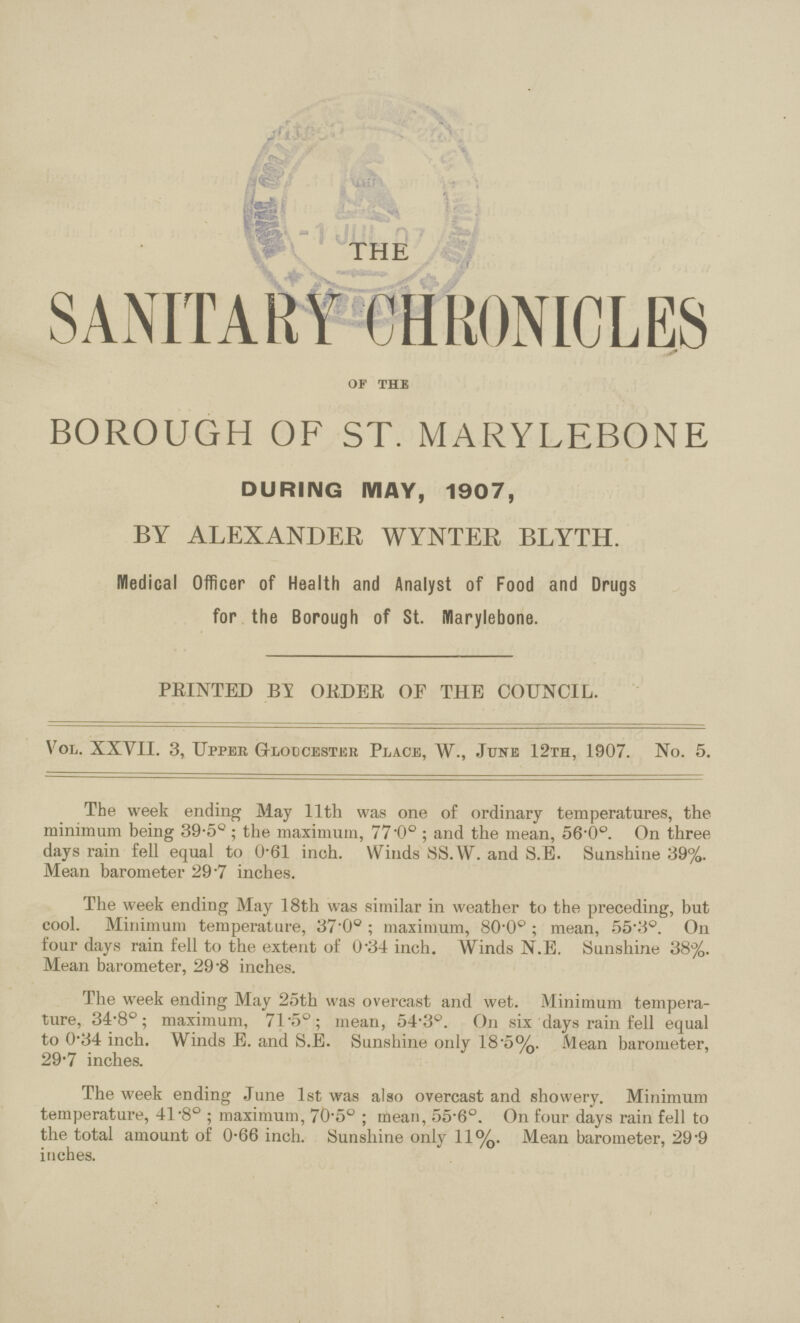 -1 JUL 07
THE
SANITARY CHRONICLES
OF THE
BOROUGH OF ST. MARYLEBONE
DURING MAY, 1907,
BY ALEXANDER WYNTER BLYTH.
Medical Officer of Health and Analyst of Food and Drugs
for the Borough of St. Marylebone.
PRINTED BY ORDER OF THE COUNCIL.
VOL. XXVII. 3, UPPER GLOUCESTER PLACE, W., JUNE 12TH, 1907. No. 5.
The week ending May 11th was one of ordinary temperatures, the
minimum being 39·5°; the maximum, 77·0°; and the mean, 56·0°. On three
days rain fell equal to 0·61 inch. Winds SS.W. and S.E. Sunshine 39%.
Mean barometer 29·7 inches.
The week ending May 18th was similar in weather to the preceding, but
cool. Minimum temperature, 37·0°; maximum, 80·0°; mean, 55·3°. On
four days rain fell to the extent of 0·34 inch. Winds N.E. Sunshine 38%.
Mean barometer, 29·8 inches.
The week ending May 25th was overcast and wet. Minimum tempera-
ture, 34·8°; maximum, 71·5°; mean, 54·3°. On six days rain fell equal
to 0·34 inch. Winds E. and S.E. Sunshine only 18·5%. Mean barometer,
29·7 inches.
The week ending June 1st was also overcast and showery. Minimum
temperature, 41·8°; maximum, 70·5°; mean, 55·6°. On four days rain fell to
the total amount of 0·66 inch. Sunshine only 11%. Mean barometer, 29·9
inches.